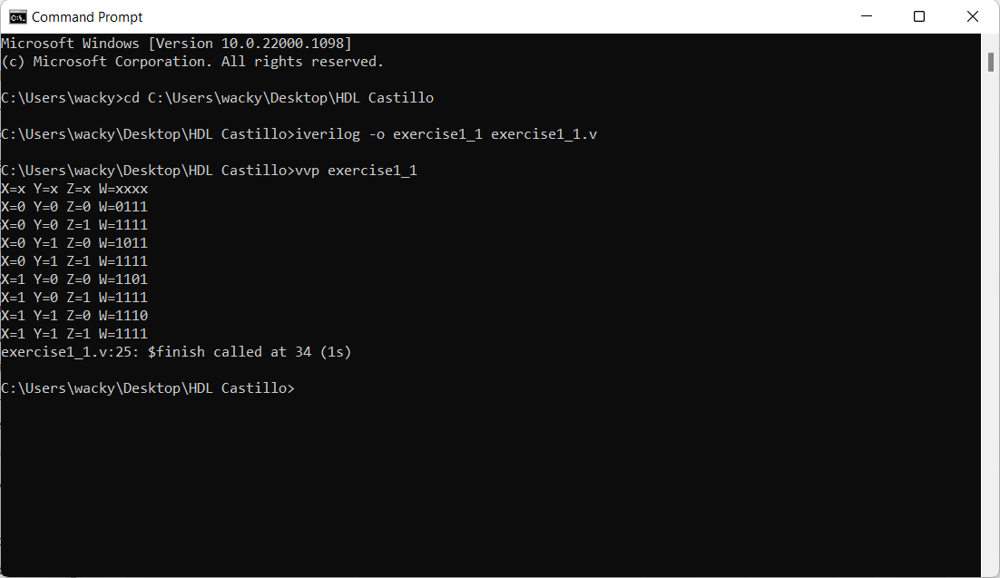 Command Prompt
Microsoft Windows [Version 10.0.22000.1098]
(c) Microsoft Corporation. All rights reserved.
C:\Users\wacky>cd C:\Users\wacky\Desktop\HDL Castillo
C:\Users\wacky\Desktop\HDL Castillo>iverilog -o exercise1_1 exercise1_1.v
C:\Users\wacky\Desktop\HDL Castillo>vvp exercise1_1
X=x Y=x Z=x W=xxxx
X=0 Y=0 Z=0 W=0111
X=0 Y=0 Z=1 W=1111
X=0 Y=1 Z=0 W=1011
X=0 Y=1 Z=1 W=1111
X=1 Y=0 Z=0 W=1101
X=1 Y=0 Z=1 W=1111
X=1 Y=1 Z=0 W=1110
X=1 Y=1 Z=1 W=1111
exercise1_1.v:25: $finish called at 34 (1s)
C:\Users\wacky\Desktop\HDL Castillo>